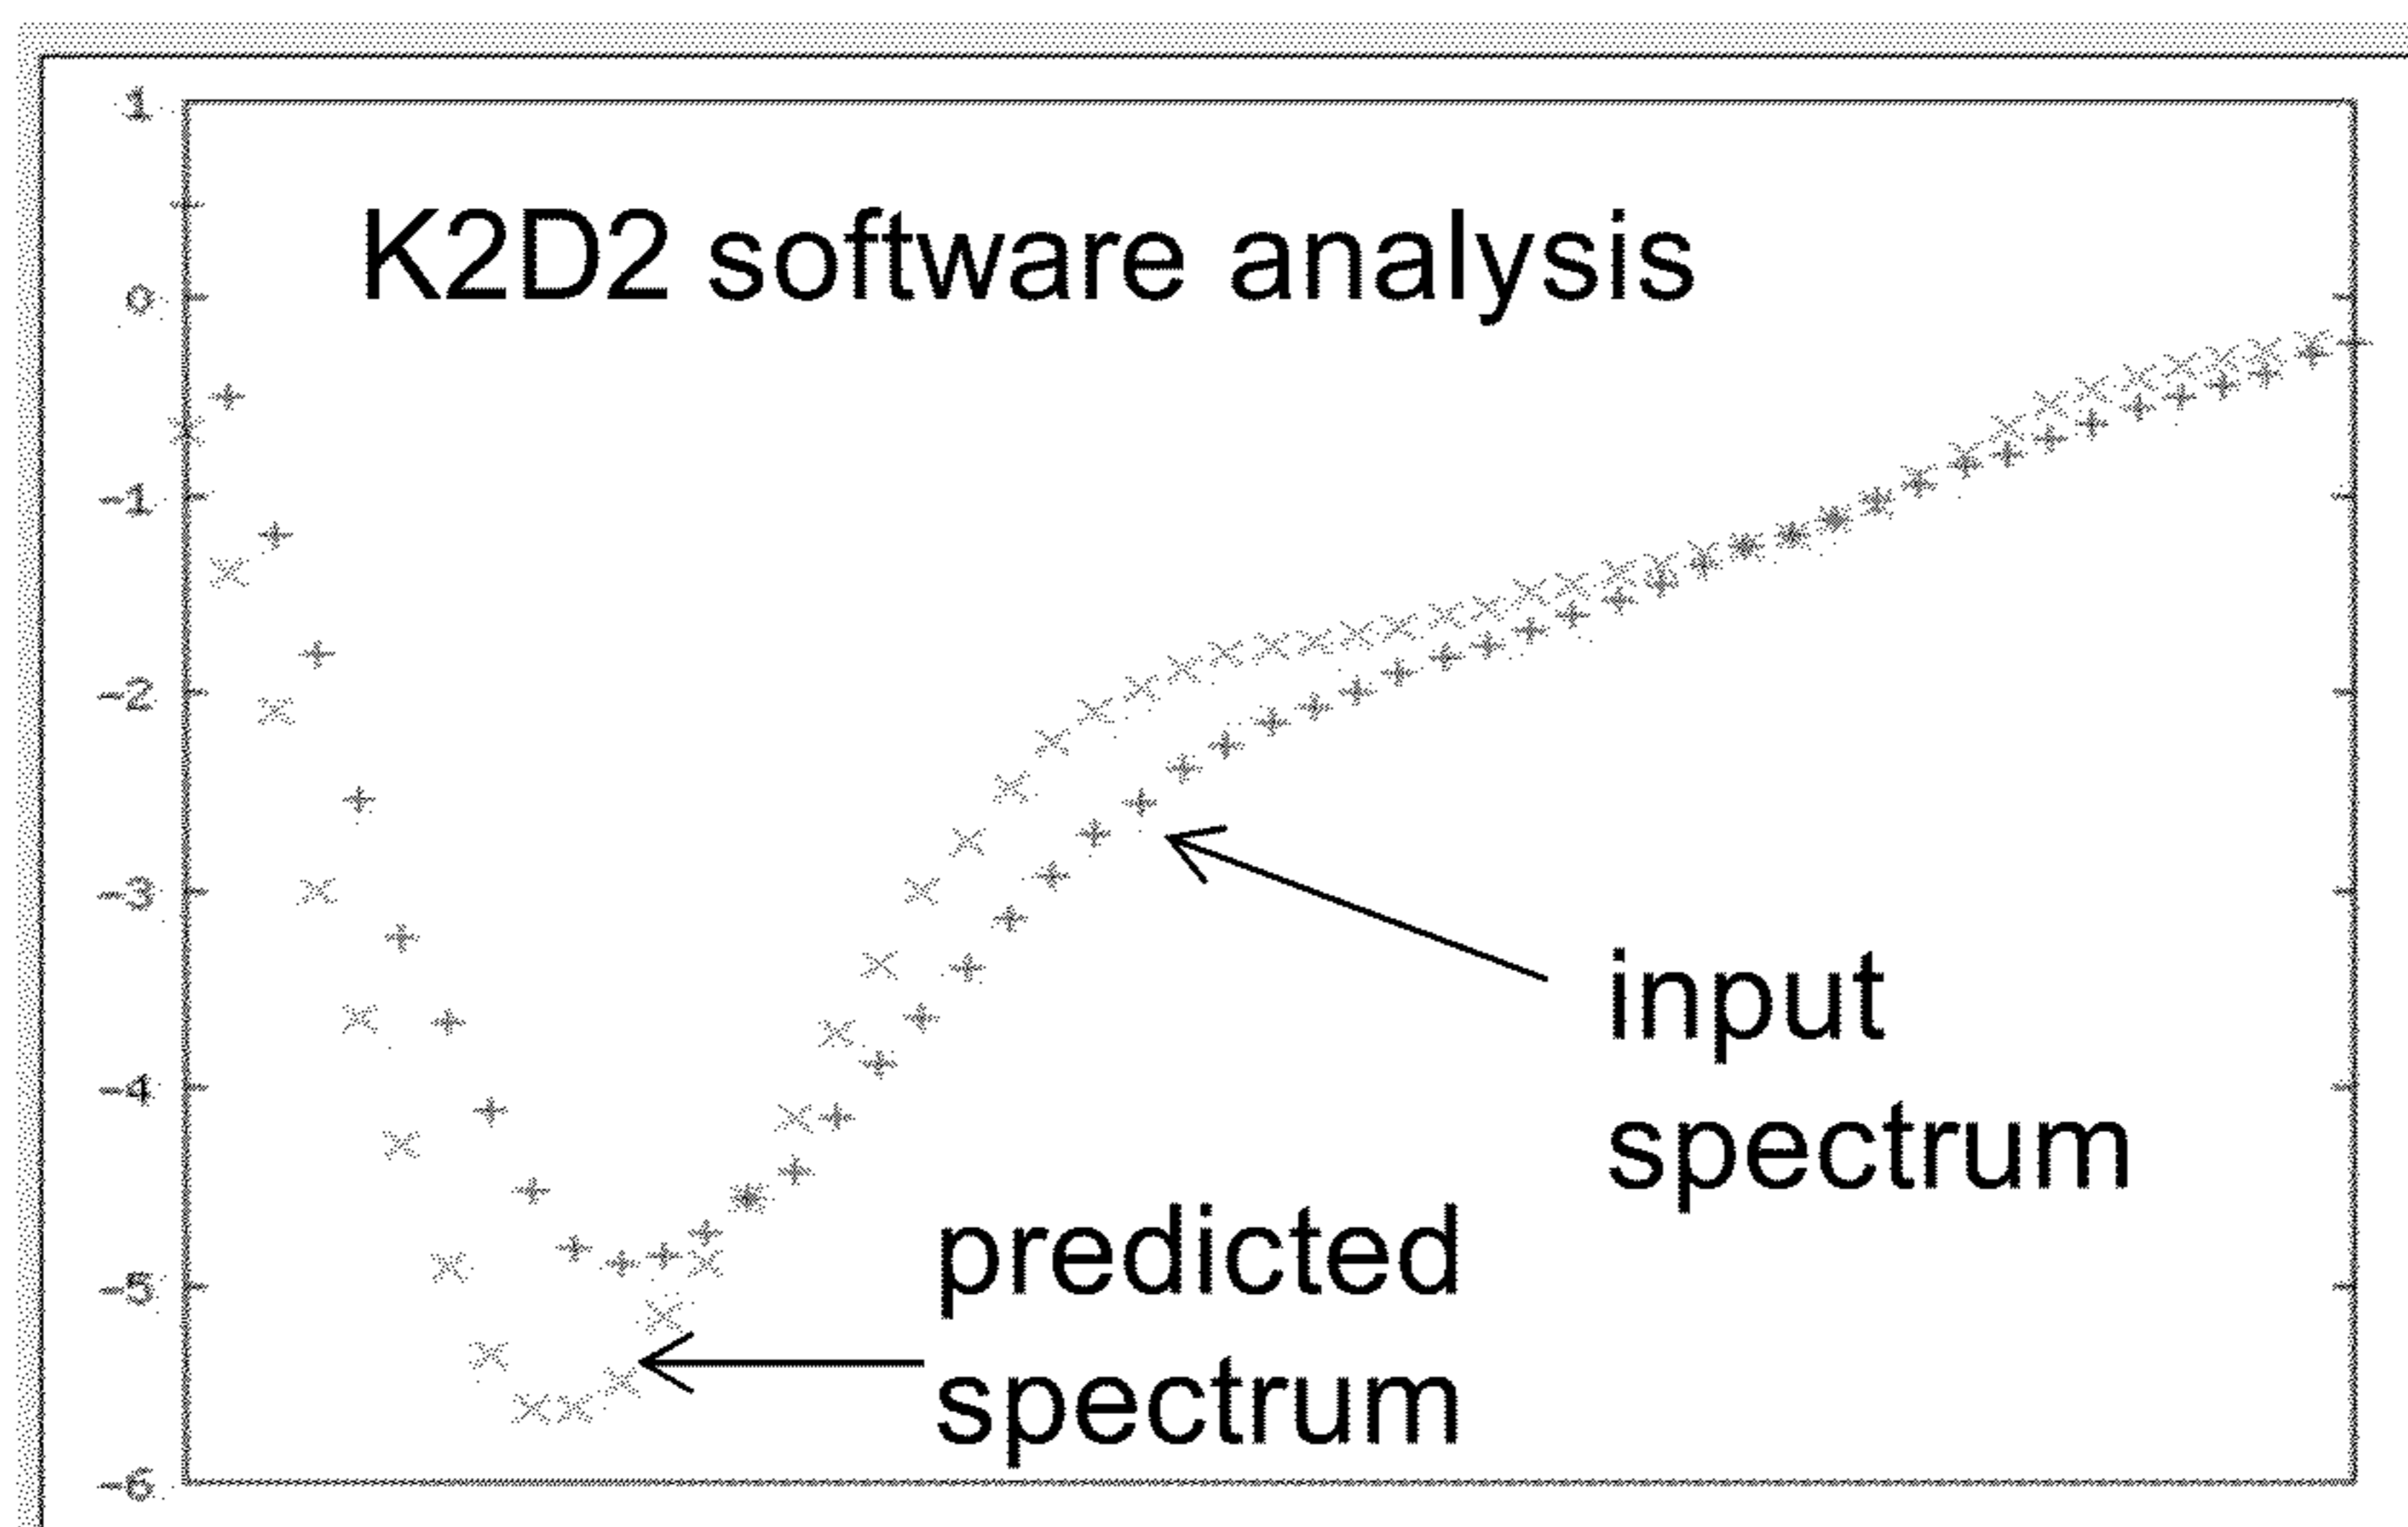 1
K2D2 software analysis
0
-1
-2
-3
input
-4
spectrum
predicted
-5
spectrum
-6